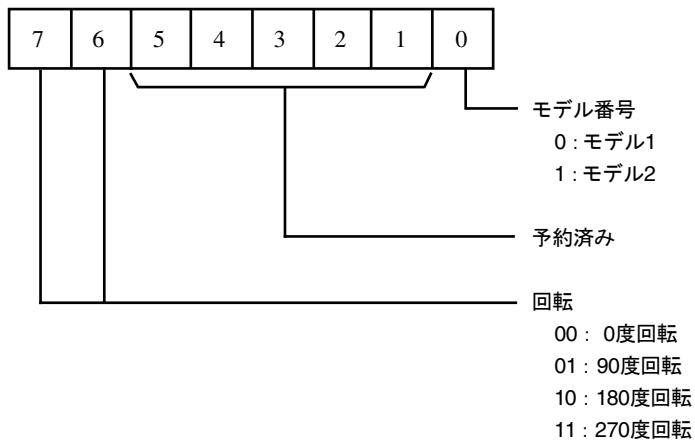 7 6 5 4 3 2 1 0
モデル番号
0 : モデル1
1 : モデル2
予約済み
回転
00 : 0度回転
01 : 90度回転
10 : 180度回転
11 : 270度回転